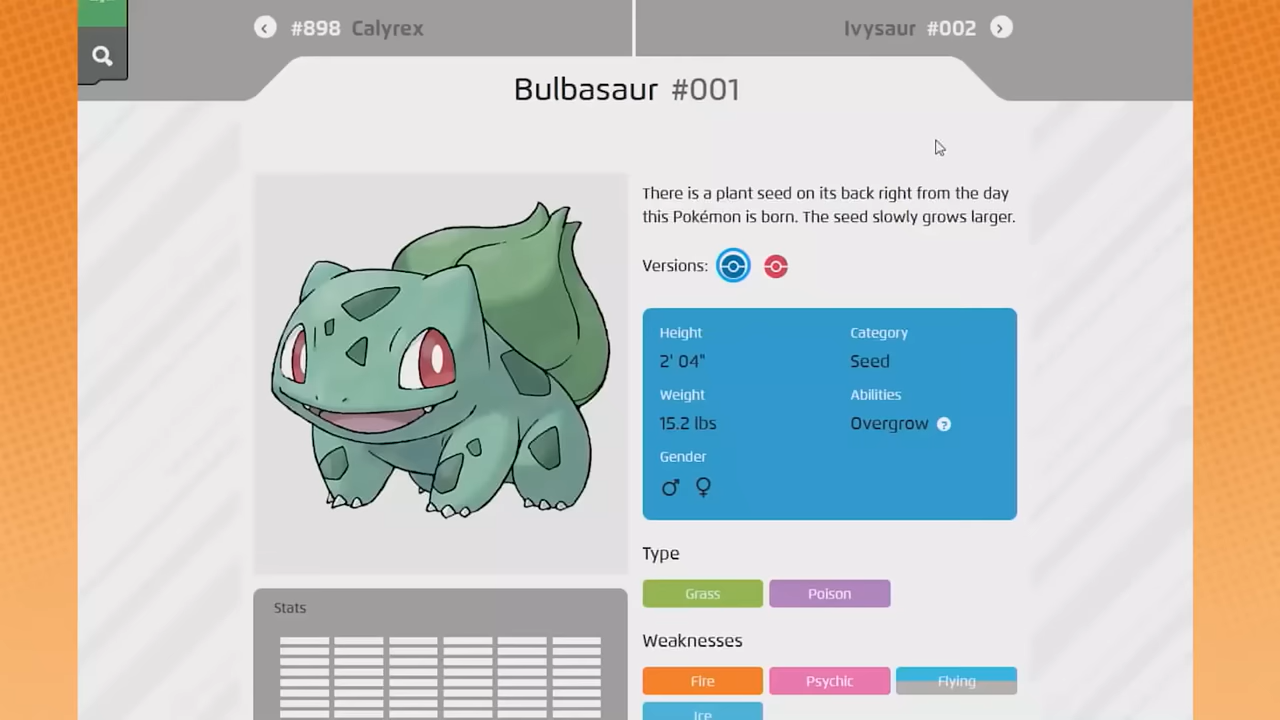 #898 Calyrex
Ivysaur #002
Bulbasaur #001
There is a plant seed on its back right from the day
this Pokémon is born. The seed slowly grows larger.
Versions:
Height
2' 04"
Category
Seed
Weight
15.2 lbs
Abilities
Overgrow ?
Gender
♂ ♀
Type
Grass
Poison
Stats
Weaknesses
Fire
Psychic
Flying
Ice